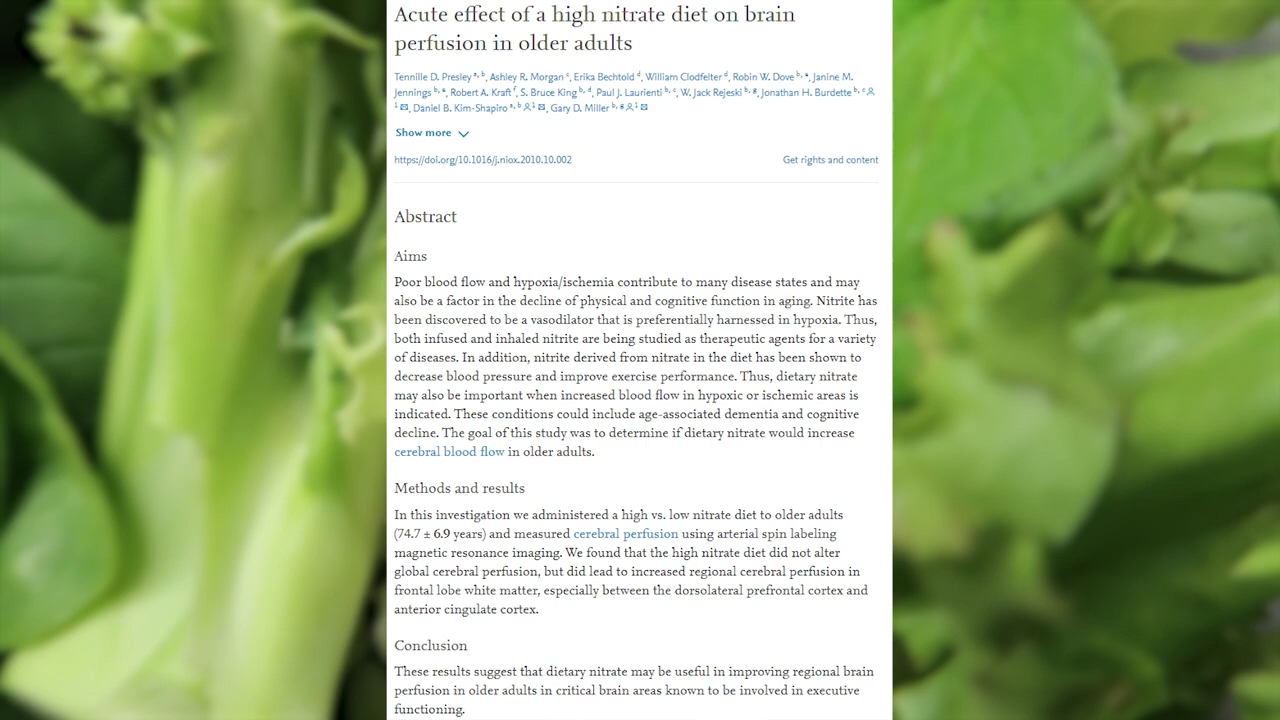 Acute effect of a high nitrate diet on brain
perfusion in older adults
Tennille D. Presley a, b, Ashley R. Morgan c, Erika Bechtold d, William Clodfelter d, Robin W. Dove b, e, Janine M.
Jennings b, e, Robert A. Kraft f, S. Bruce King b, d, Paul J. Laurienti b, c, W. Jack Rejeski b, g, Jonathan H. Burdette b, c
1, Daniel B. Kim-Shapiro a, b 1, Gary D. Miller b, g 1
Show more
https://doi.org/10.1016/j.niox.2010.10.002
Get rights and content
Abstract
Aims
Poor blood flow and hypoxia/ischemia contribute to many disease states and may
also be a factor in the decline of physical and cognitive function in aging. Nitrite has
been discovered to be a vasodilator that is preferentially harnessed in hypoxia. Thus,
both infused and inhaled nitrite are being studied as therapeutic agents for a variety
of diseases. In addition, nitrite derived from nitrate in the diet has been shown to
decrease blood pressure and improve exercise performance. Thus, dietary nitrate
may also be important when increased blood flow in hypoxic or ischemic areas is
indicated. These conditions could include age-associated dementia and cognitive
decline. The goal of this study was to determine if dietary nitrate would increase
cerebral blood flow in older adults.
Methods and results
In this investigation we administered a high vs. low nitrate diet to older adults
(74.7 ± 6.9 years) and measured cerebral perfusion using arterial spin labeling
magnetic resonance imaging. We found that the high nitrate diet did not alter
global cerebral perfusion, but did lead to increased regional cerebral perfusion in
frontal lobe white matter, especially between the dorsolateral prefrontal cortex and
anterior cingulate cortex.
Conclusion
These results suggest that dietary nitrate may be useful in improving regional brain
perfusion in older adults in critical brain areas known to be involved in executive
functioning.